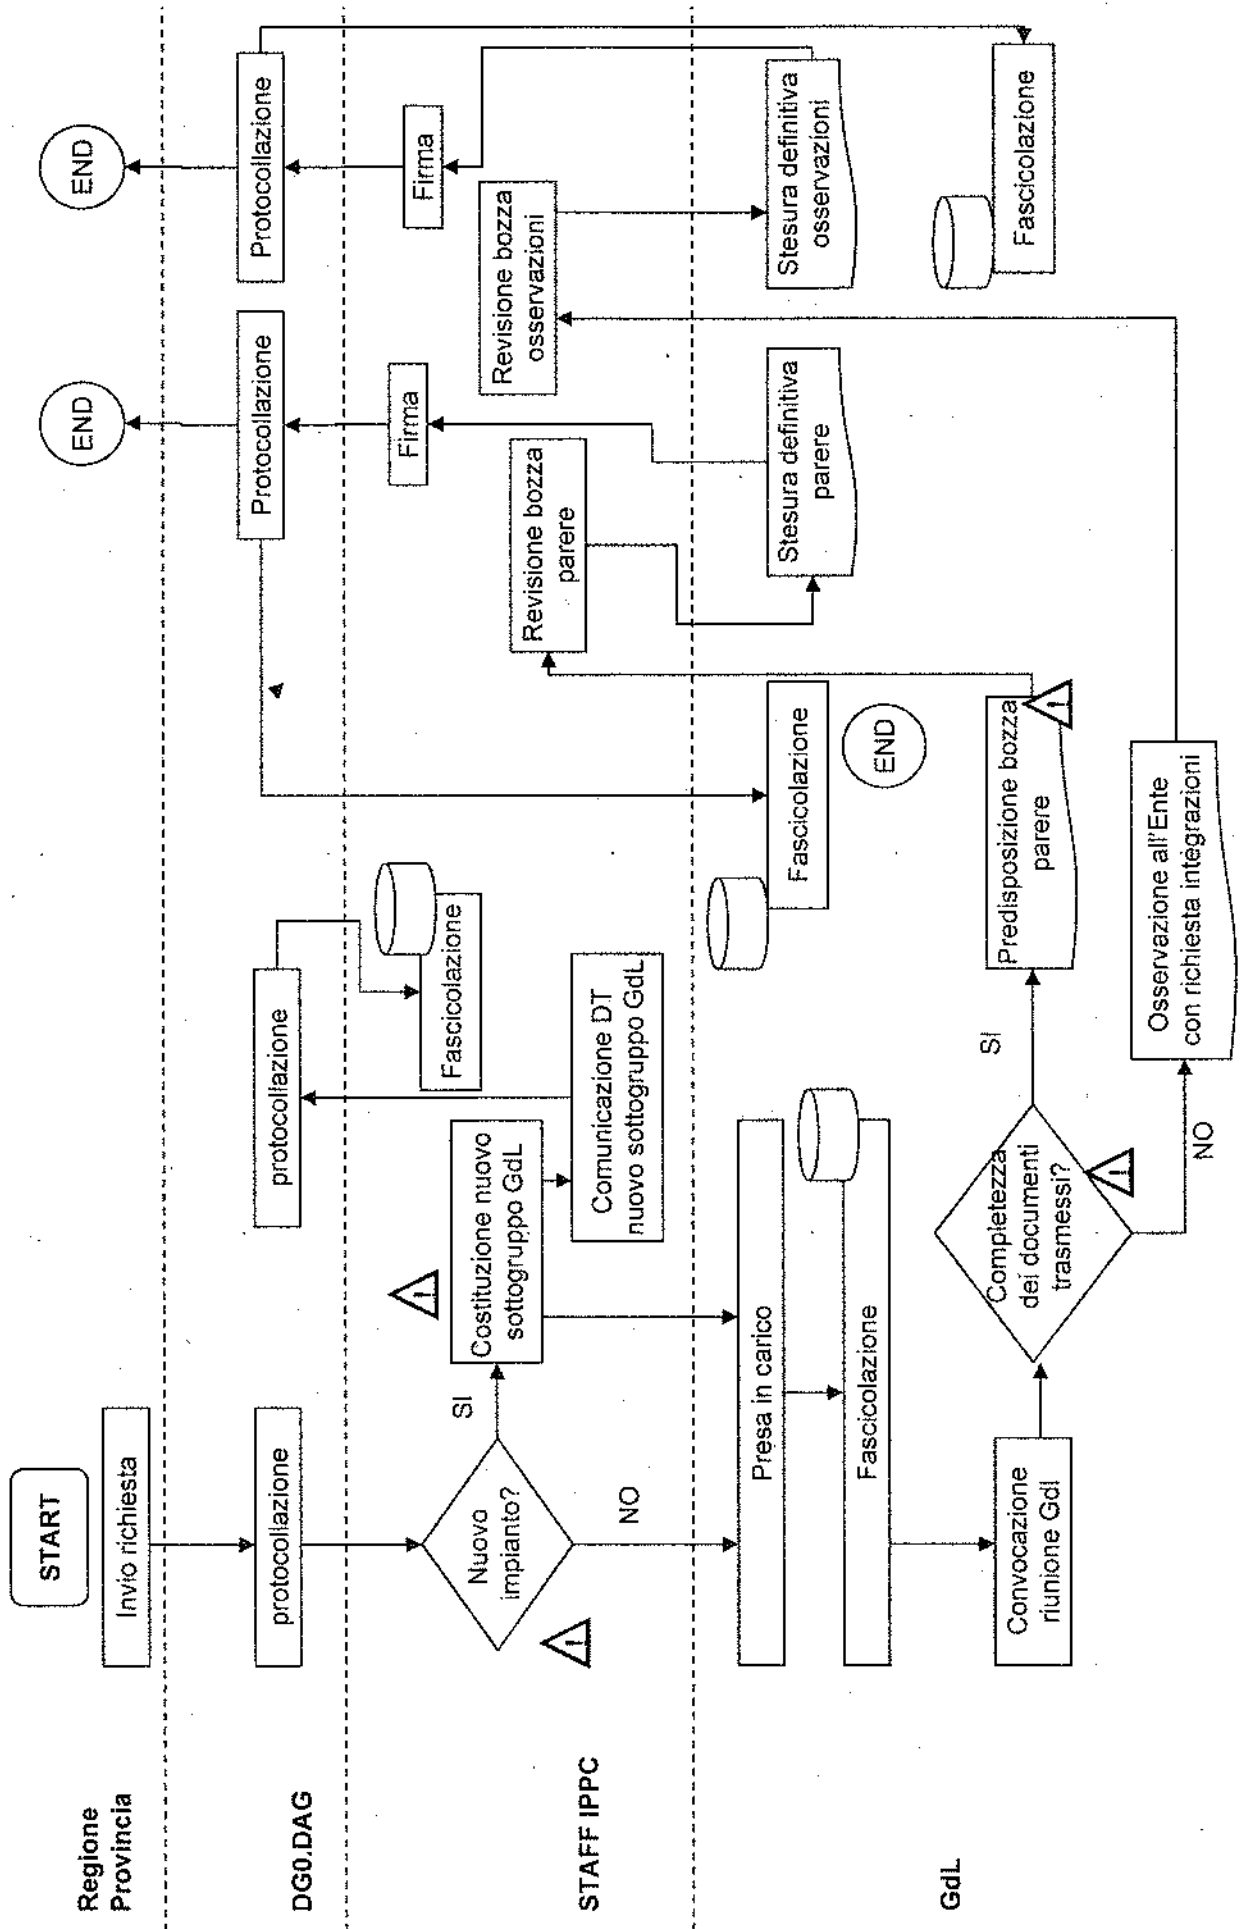 Regione
Provincia
START
Invio richiesta
END
END
DG0.DAG
protocollazione
protocollazione
Protocollazione
Protocollazione
STAFF IPPC
Nuovo
impianto?
SI
NO
Costituzione nuovo
sottogruppo GdL
Comunicazione DT
nuovo sottogruppo GdL
Fascicolazione
Revisione bozza
parere
Firma
Revisione bozza
osservazioni
Firma
GdL
Presa in carico
Fascicolazione
Convocazione
riunione Gdl
Completezza
dei documenti
trasmessi?
SI
NO
Predisposizione bozza
parere
Osservazione all'Ente
con richiesta integrazioni
Fascicolazione
END
Stesura definitiva
parere
Stesura definitiva
osservazioni
Fascicolazione